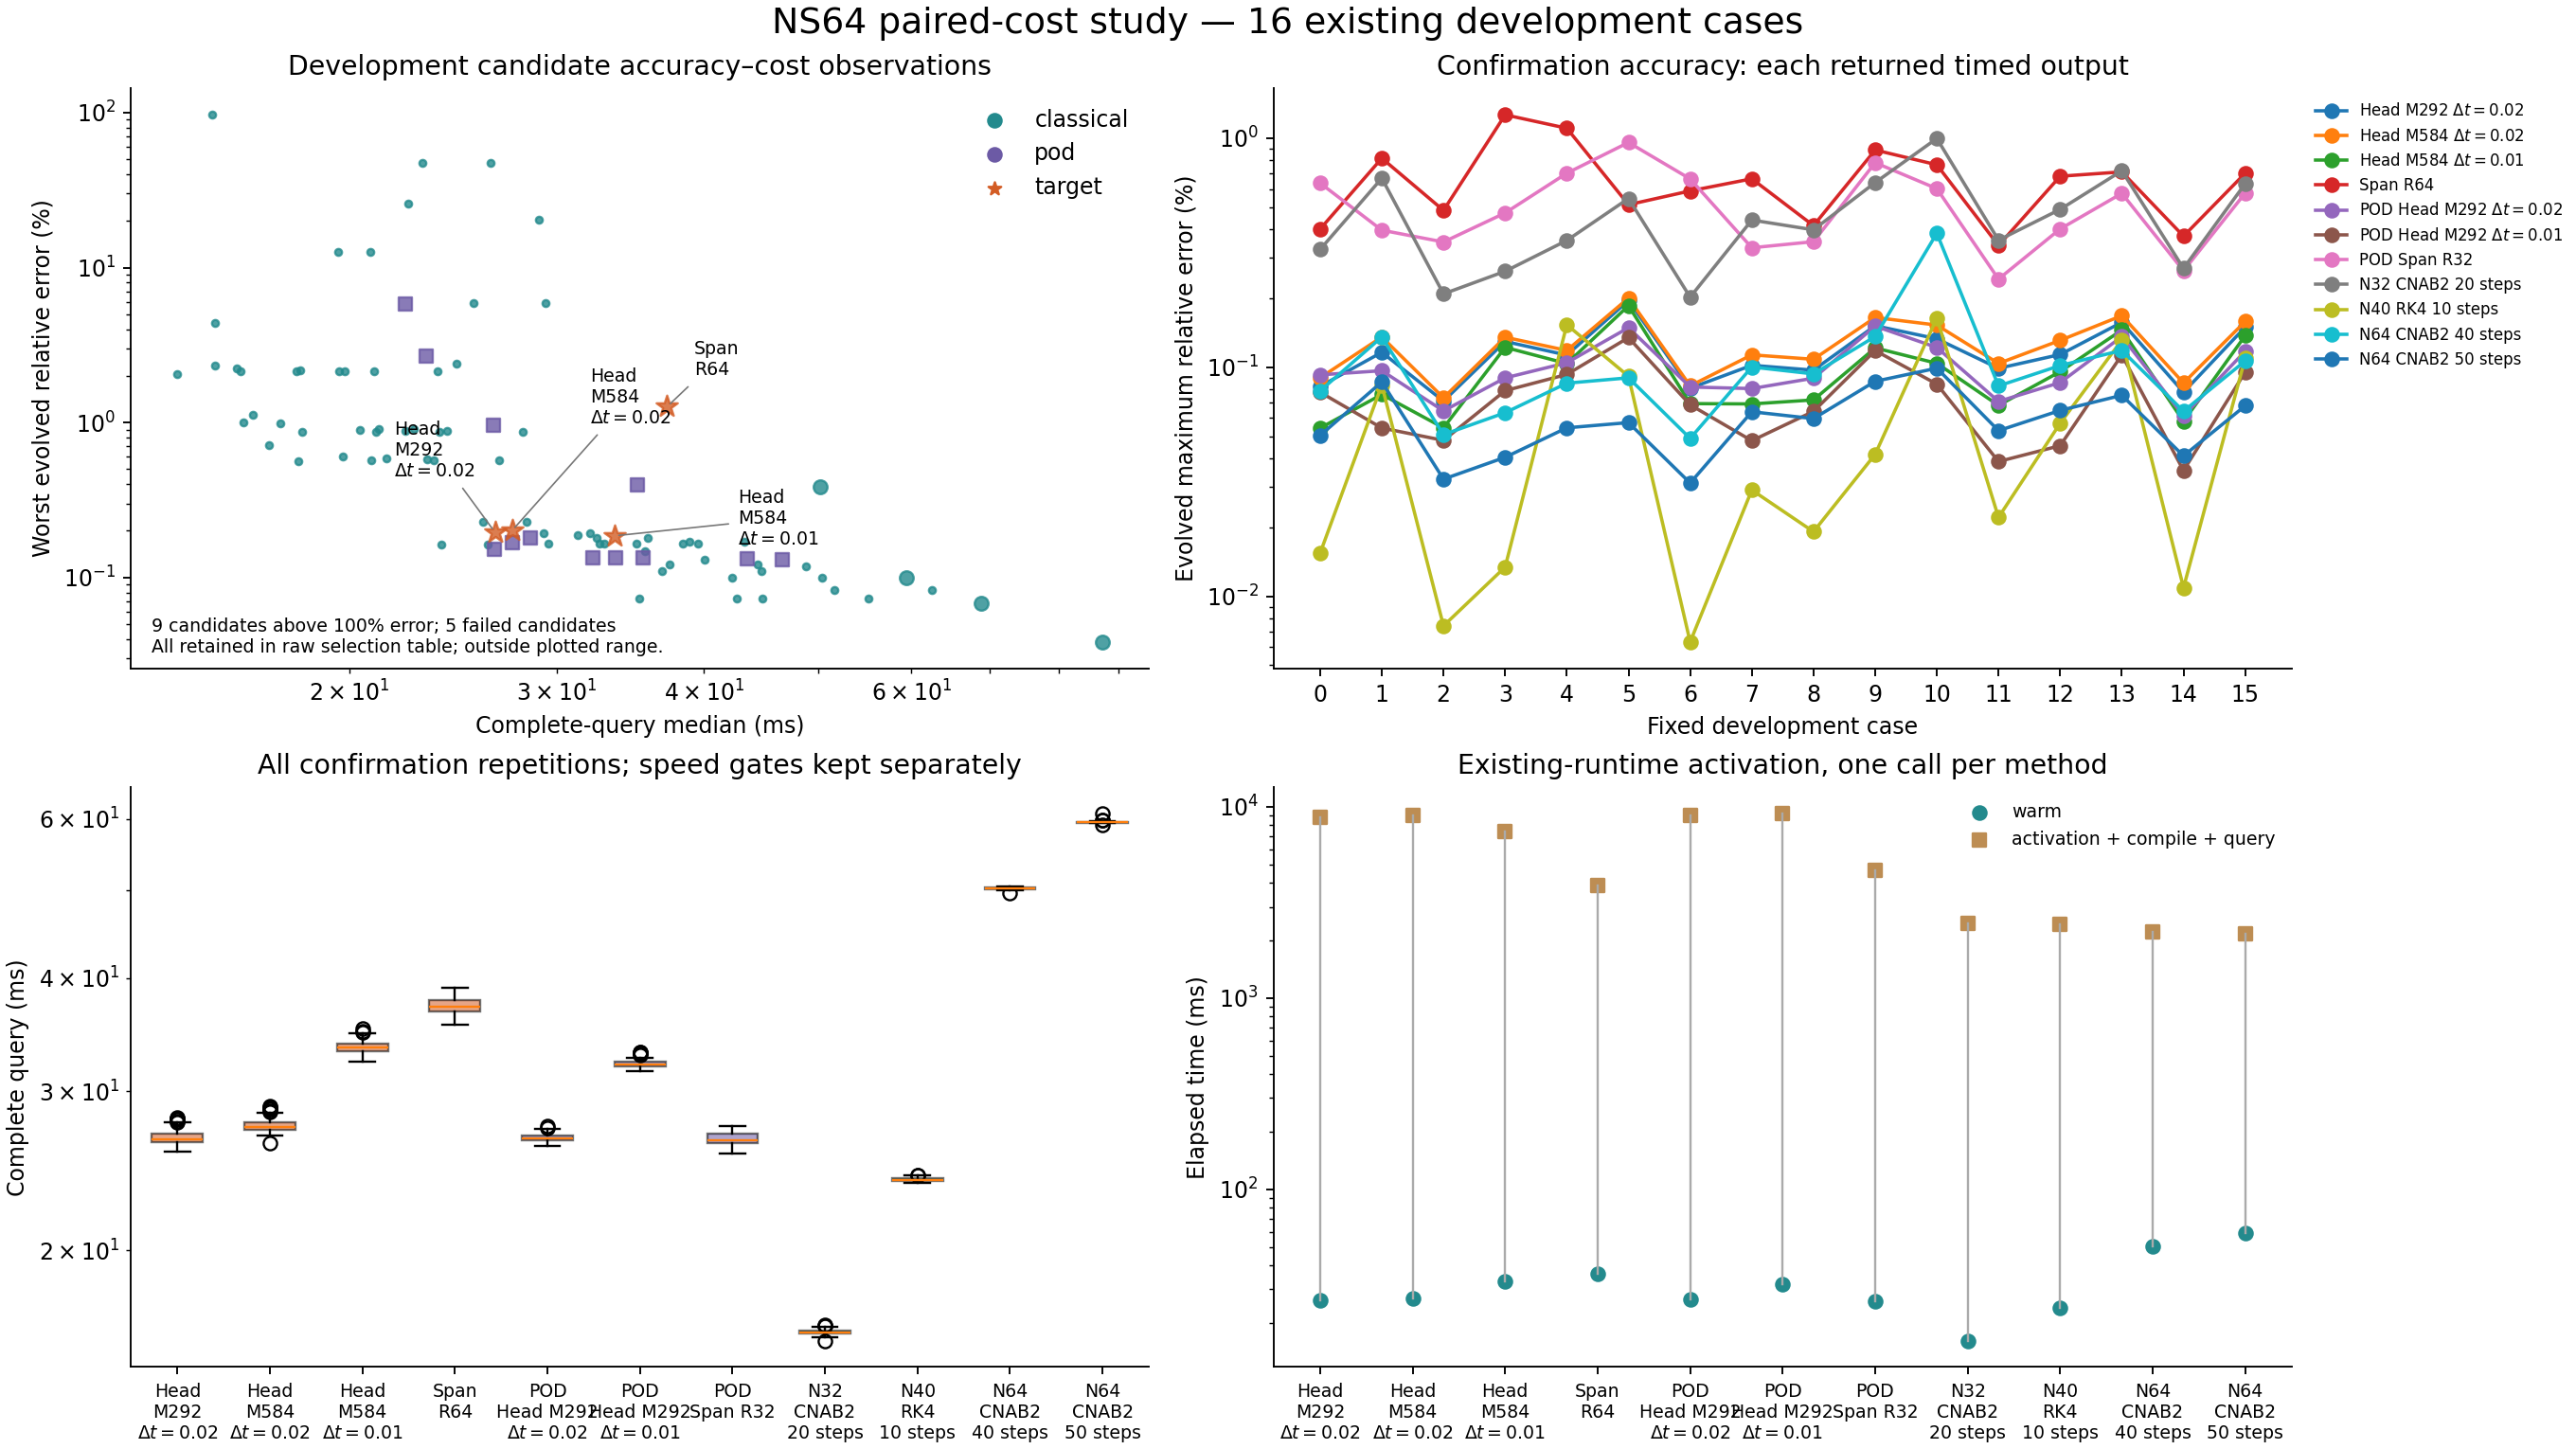 NS64 paired-cost study — 16 existing development cases
Development candidate accuracy–cost observations
Worst evolved relative error (%)
10²
10¹
10⁰
10⁻¹
classical
pod
target
Span
R64
Head
M584
Δt = 0.02
Head
M292
Δt = 0.02
Head
M584
Δt = 0.01
9 candidates above 100% error; 5 failed candidates
All retained in raw selection table; outside plotted range.
2 × 10¹ 3 × 10¹ 4 × 10¹ 6 × 10¹
Complete-query median (ms)
Confirmation accuracy: each returned timed output
Evolved maximum relative error (%)
10⁰
10⁻¹
10⁻²
0 1 2 3 4 5 6 7 8 9 10 11 12 13 14 15
Fixed development case
Head M292 Δt = 0.02
Head M584 Δt = 0.02
Head M584 Δt = 0.01
Span R64
POD Head M292 Δt = 0.02
POD Head M292 Δt = 0.01
POD Span R32
N32 CNAB2 20 steps
N40 RK4 10 steps
N64 CNAB2 40 steps
N64 CNAB2 50 steps
All confirmation repetitions; speed gates kept separately
Complete query (ms)
6 × 10¹
4 × 10¹
3 × 10¹
2 × 10¹
Head Head Head Span POD POD POD N32 N40 N64 N64
M292 M584 M584 R64 Head M292 Head M292 Span R32 CNAB2 RK4 CNAB2 CNAB2
Δt = 0.02 Δt = 0.02 Δt = 0.01 Δt = 0.02 Δt = 0.01 20 steps 10 steps 40 steps 50 steps
Existing-runtime activation, one call per method
Elapsed time (ms)
10⁴
10³
10²
warm
activation + compile + query
Head Head Head Span POD POD POD N32 N40 N64 N64
M292 M584 M584 R64 Head M292 Head M292 Span R32 CNAB2 RK4 CNAB2 CNAB2
Δt = 0.02 Δt = 0.02 Δt = 0.01 Δt = 0.02 Δt = 0.01 20 steps 10 steps 40 steps 50 steps